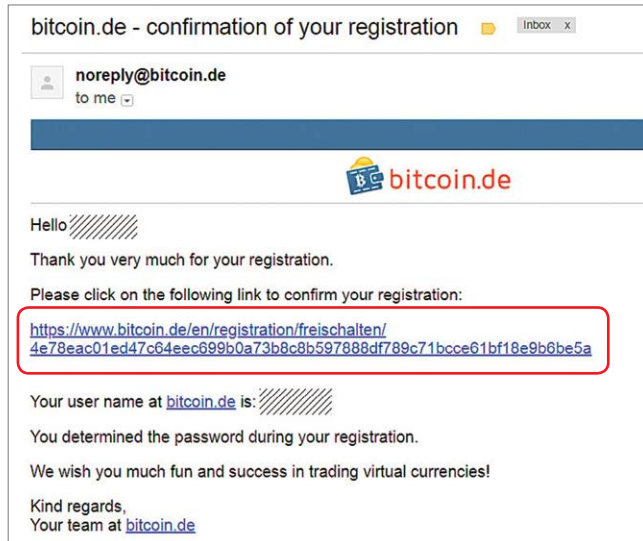 bitcoin.de - confirmation of your registration Inbox x
noreply@bitcoin.de
to me
bitcoin.de
Hello
Thank you very much for your registration.
Please click on the following link to confirm your registration:
https://www.bitcoin.de/en/registration/freischalten/
4e78eac01ed47c64eec699b0a73b8c8b597888df789c71bcce61bf18e9b6be5a
Your user name at bitcoin.de is:
You determined the password during your registration.
We wish you much fun and success in trading virtual currencies!
Kind regards,
Your team at bitcoin.de